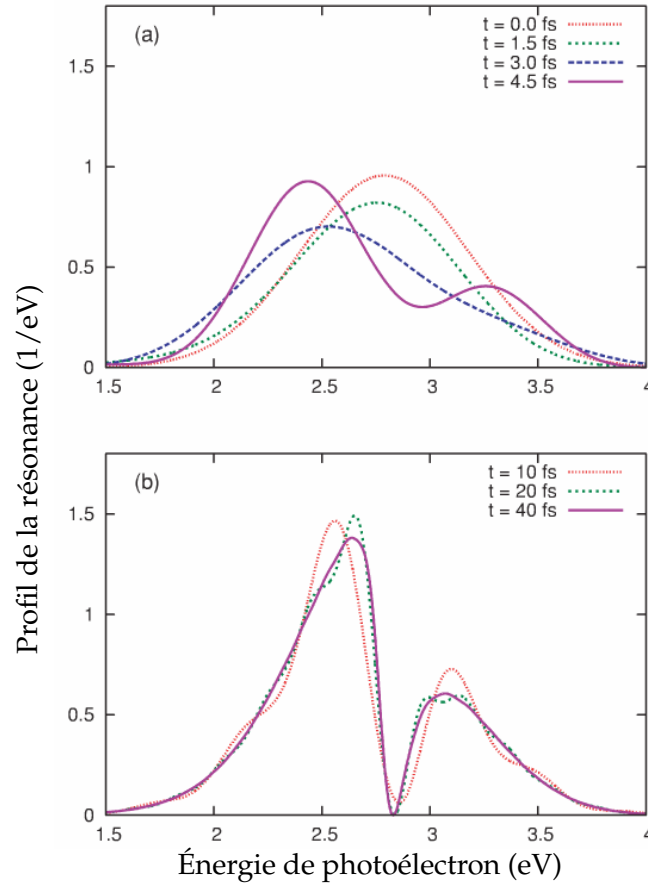 (a)
t = 0.0 fs
t = 1.5 fs
t = 3.0 fs
t = 4.5 fs
1.5
1
0.5
0
1.5 2 2.5 3 3.5 4
Profil de la résonance (1/eV)
(b)
t = 10 fs
t = 20 fs
t = 40 fs
1.5
1
0.5
0
1.5 2 2.5 3 3.5 4
Énergie de photoélectron (eV)